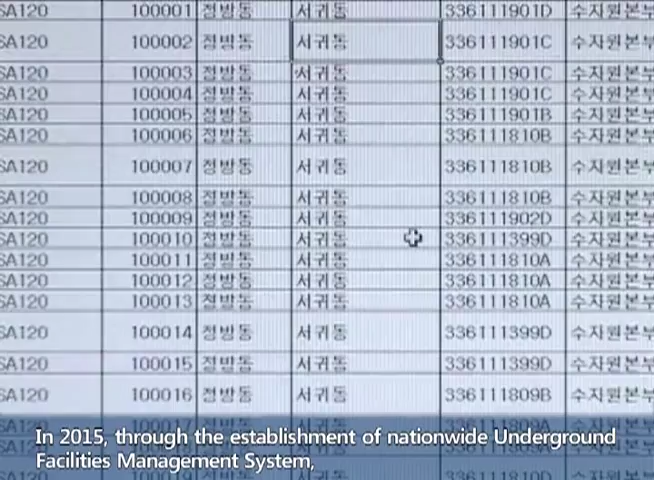 SA120 100001 정방동 서귀동 336111901D 수자원본부
SA120 100002 정방동 서귀동 336111901C 수자원본부
SA120 100003 정방동 서귀동 336111901C 수자원본부
SA120 100004 정방동 서귀동 336111901C 수자원본부
SA120 100005 정방동 서귀동 336111901B 수자원본부
SA120 100006 정방동 서귀동 336111810B 수자원본부
SA120 100007 정방동 서귀동 336111810B 수자원본부
SA120 100008 정방동 서귀동 336111810B 수자원본부
SA120 100009 정방동 서귀동 336111902D 수자원본부
SA120 100010 정방동 서귀동 336111399D 수자원본부
SA120 100011 정방동 서귀동 336111810A 수자원본부
SA120 100012 정방동 서귀동 336111810A 수자원본부
SA120 100013 정방동 서귀동 336111810A 수자원본부
SA120 100014 정방동 서귀동 336111399D 수자원본부
SA120 100015 정방동 서귀동 336111399D 수자원본부
SA120 100016 정방동 서귀동 336111809B 수자원본부
In 2015, through the establishment of nationwide Underground
Facilities Management System,